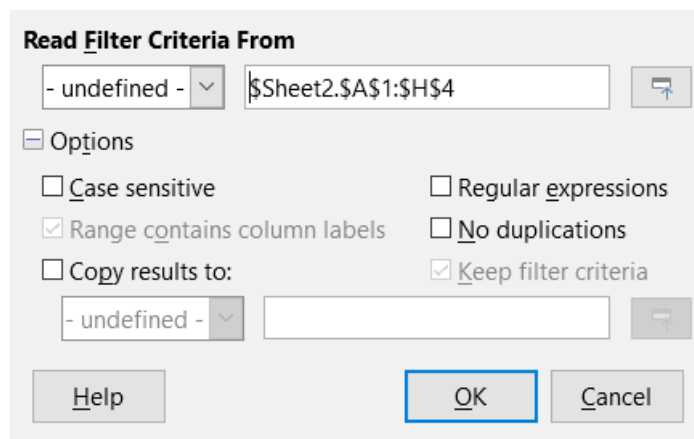 Read Filter Criteria From
- undefined - $Sheet2.$A$1:$H$4
Options
Case sensitive Regular expressions
Range contains column labels No duplications
Copy results to: Keep filter criteria
- undefined -
Help OK Cancel